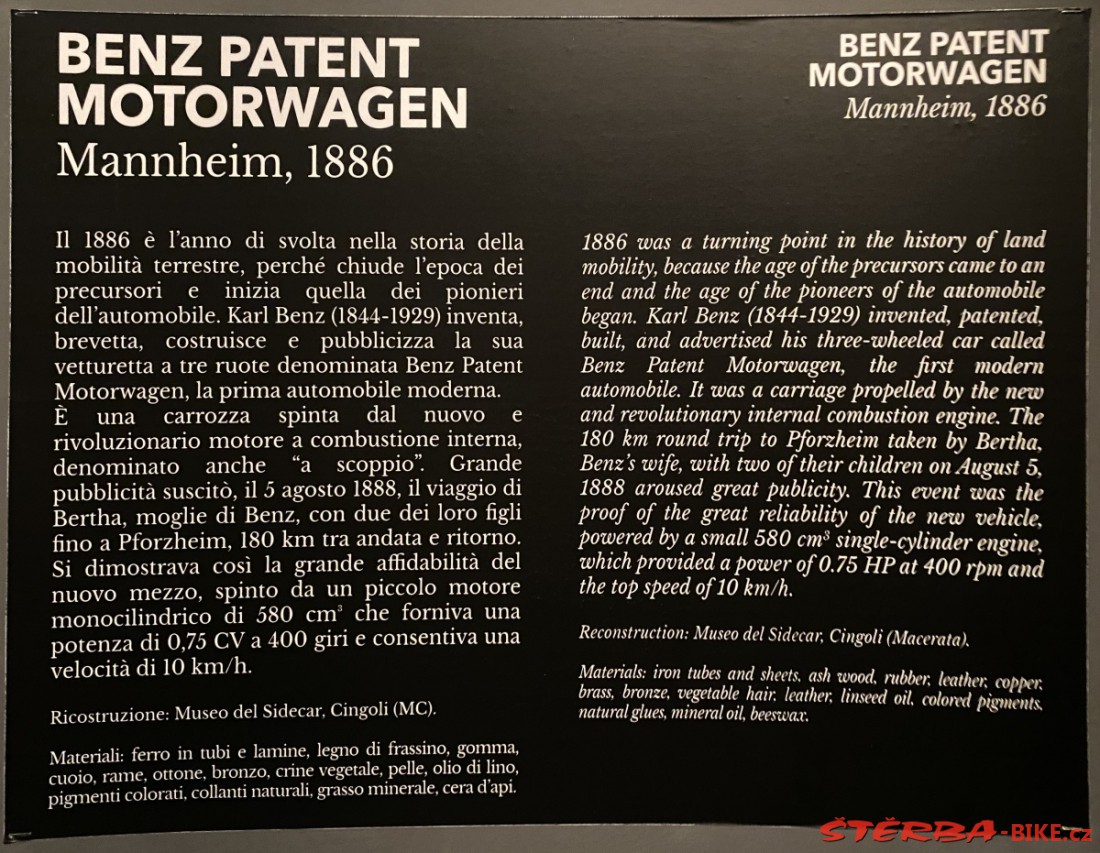 BENZ PATENT
MOTORWAGEN
Mannheim, 1886
Il 1886 è l’anno di svolta nella storia della
mobilità terrestre, perché chiude l’epoca dei
precursori e inizia quella dei pionieri
dell’automobile. Karl Benz (1844-1929) inventa,
brevetta, costruisce e pubblicizza la sua
vetturetta a tre ruote denominata Benz Patent
Motorwagen, la prima automobile moderna.
È una carrozza spinta dal nuovo e
rivoluzionario motore a combustione interna,
denominato anche “a scoppio”. Grande
pubblicità suscitò, il 5 agosto 1888, il viaggio di
Bertha, moglie di Benz, con due dei loro figli
fino a Pforzheim, 180 km tra andata e ritorno.
Si dimostrava così la grande affidabilità del
nuovo mezzo, spinto da un piccolo motore
monocilindrico di 580 cm³ che forniva una
potenza di 0,75 CV a 400 giri e consentiva una
velocità di 10 km/h.
Ricostruzione: Museo del Sidecar, Cingoli (MC).
Materiali: ferro in tubi e lamine, legno di frassino, gomma,
cuoio, rame, ottone, bronzo, crine vegetale, pelle, olio di lino,
pigmenti colorati, collanti naturali, grasso minerale, cera d’api.
BENZ PATENT
MOTORWAGEN
Mannheim, 1886
1886 was a turning point in the history of land
mobility, because the age of the precursors came to an
end and the age of the pioneers of the automobile
began. Karl Benz (1844-1929) invented, patented,
built, and advertised his three-wheeled car called
Benz Patent Motorwagen, the first modern
automobile. It was a carriage propelled by the new
and revolutionary internal combustion engine. The
180 km round trip to Pforzheim taken by Bertha,
Benz’s wife, with two of their children on August 5,
1888 aroused great publicity. This event was the
proof of the great reliability of the new vehicle,
powered by a small 580 cm³ single-cylinder engine,
which provided a power of 0.75 HP at 400 rpm and
the top speed of 10 km/h.
Reconstruction: Museo del Sidecar, Cingoli (Macerata).
Materials: iron tubes and sheets, ash wood, rubber, leather, copper,
brass, bronze, vegetable hair, leather, linseed oil, colored pigments,
natural glues, mineral oil, beeswax.
ŠTĚRBA-BIKE.cz